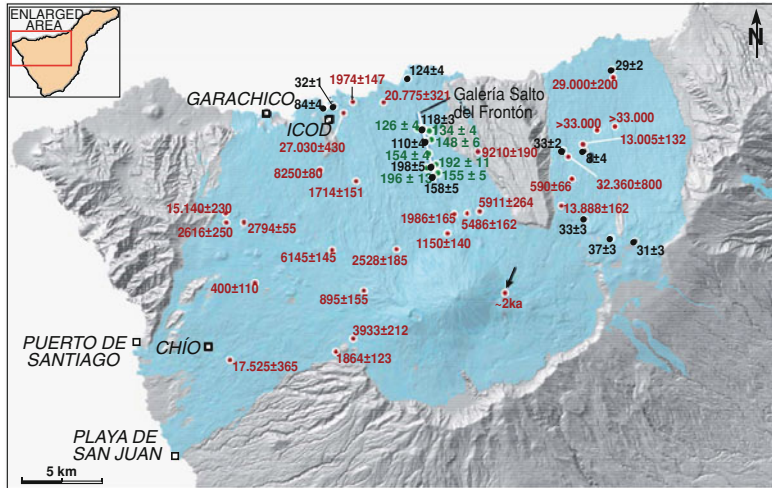 ENLARGED
AREA
N
124±4
29±2
29.000±200
1974±147
32±1
20.775±321
84±4
GARACHICO
ICOD
Galería Salto
del Frontón
118±3
126 ± 4
134 ± 4
>33.000
>33.000
27.030±430
110±4
148 ± 6
13.005±132
33±2
154 ± 4
9210±190
8±4
192 ± 11
198±5
8250±80
155 ± 5
196 ± 13
1714±151
158±5
590±66
32.360±800
15.140±230
5911±264
1986±165
13.888±162
2616±250
2794±55
5486±162
33±3
1150±140
37±3
31±3
6145±145
2528±185
400±110
895±155
~2ka
3933±212
PUERTO DE
SANTIAGO
CHÍO
1864±123
17.525±365
PLAYA DE
SAN JUAN
5 km